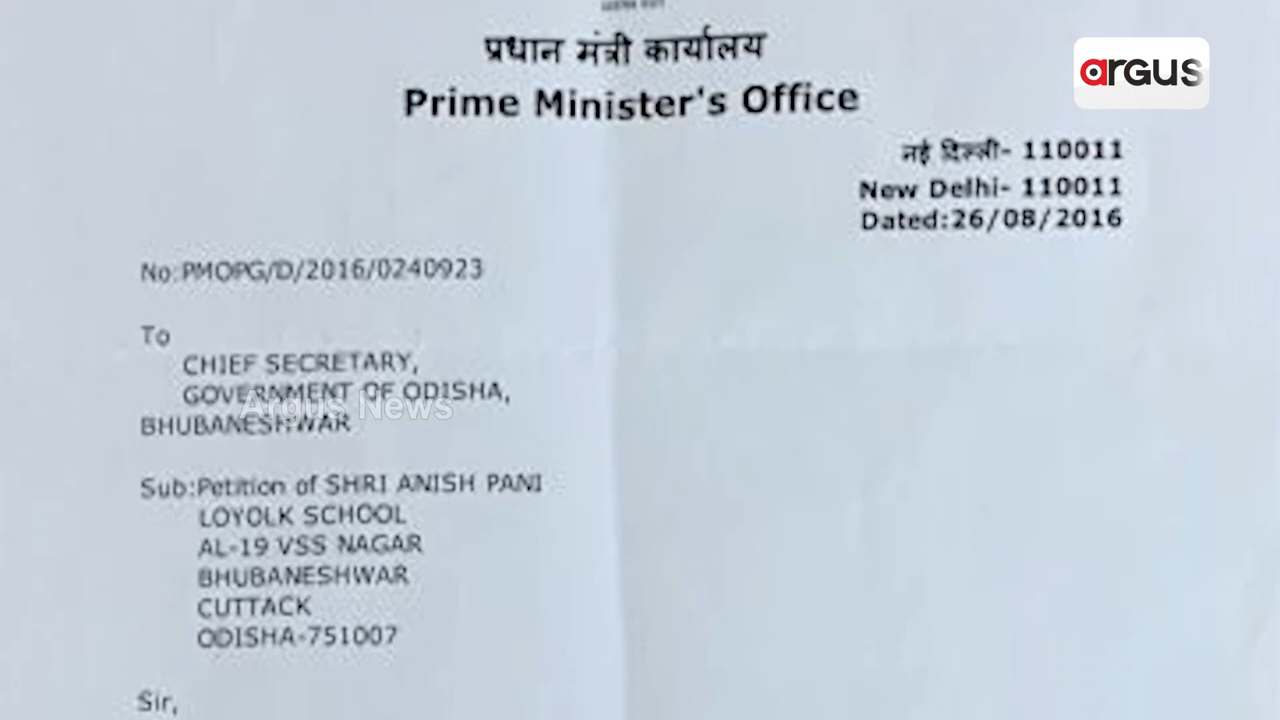 प्रधान मंत्री कार्यालय
Prime Minister's Office
argus
नई दिल्ली- 110011
New Delhi- 110011
Dated:26/08/2016
No:PMOPG/D/2016/0240923
To
CHIEF SECRETARY,
GOVERNMENT OF ODISHA,
Argus News
BHUBANESHWAR
Sub:Petition of SHRI ANISH PANI
LOYOLK SCHOOL
AL-19 VSS NAGAR
BHUBANESHWAR
CUTTACK
ODISHA-751007
Sir,